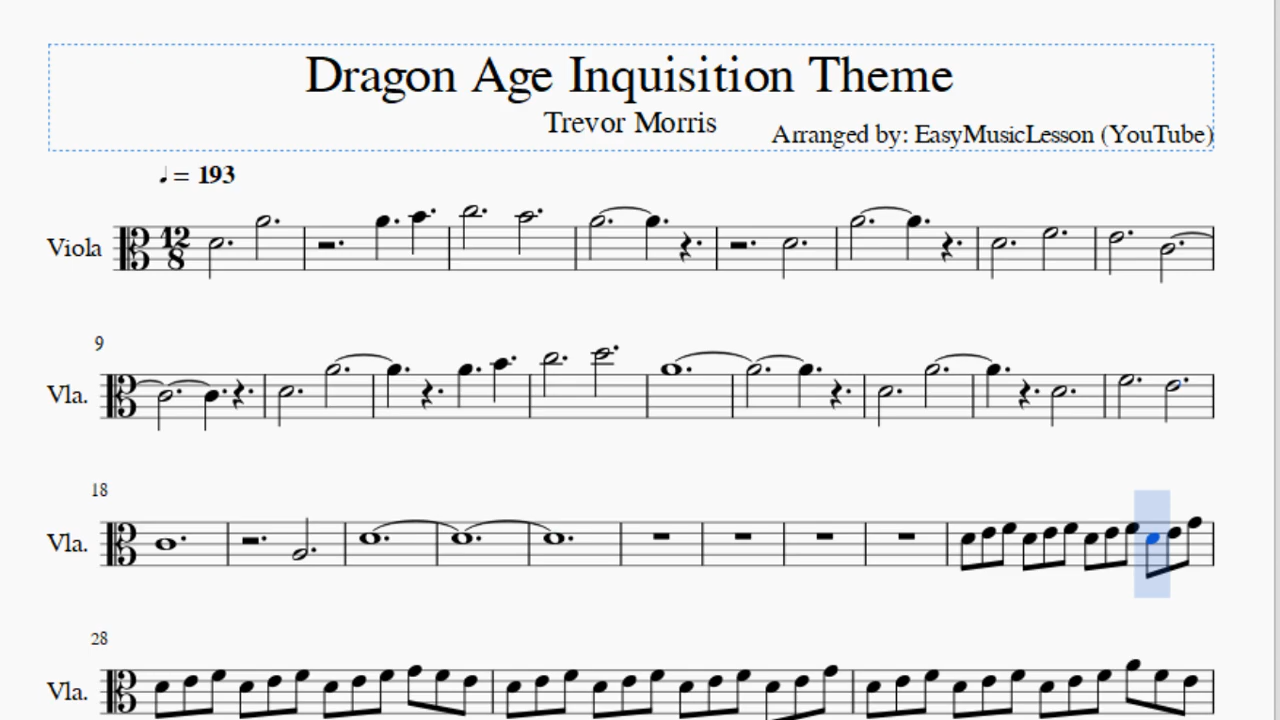 Dragon Age Inquisition Theme
Trevor Morris
Arranged by: EasyMusicLesson (YouTube)
♩ = 193
Viola
12
8
9
Vla.
18
Vla.
28
Vla.